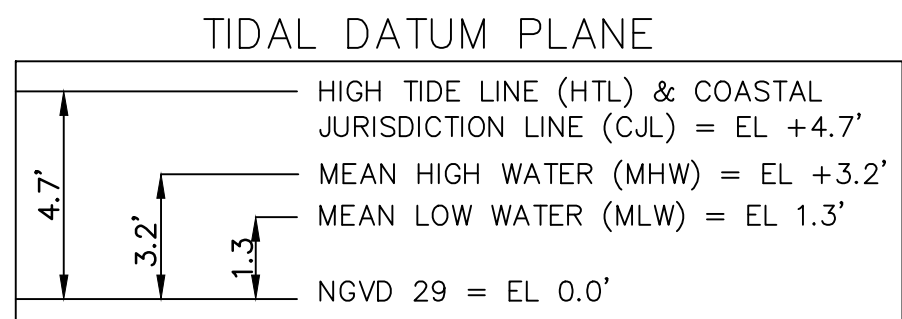 TIDAL DATUM PLANE
HIGH TIDE LINE (HTL) & COASTAL
JURISDICTION LINE (CJL) = EL +4.7'
MEAN HIGH WATER (MHW) = EL +3.2'
MEAN LOW WATER (MLW) = EL 1.3'
NGVD 29 = EL 0.0'
4.7'
3.2'
1.3